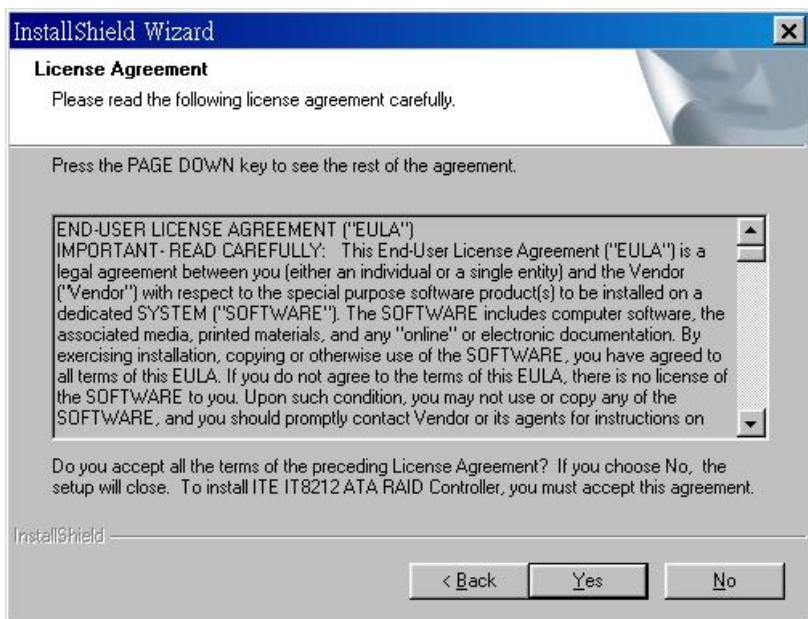 InstallShield Wizard
License Agreement
Please read the following license agreement carefully.
Press the PAGE DOWN key to see the rest of the agreement.
END-USER LICENSE AGREEMENT ("EULA")
IMPORTANT- READ CAREFULLY:   This End-User License Agreement ("EULA") is a
legal agreement between you (either an individual or a single entity) and the Vendor
("Vendor") with respect to the special purpose software product(s) to be installed on a
dedicated SYSTEM ("SOFTWARE"). The SOFTWARE includes computer software, the
associated media, printed materials, and any "online" or electronic documentation. By
exercising installation, copying or otherwise use of the SOFTWARE, you have agreed to
all terms of this EULA. If you do not agree to the terms of this EULA, there is no license of
the SOFTWARE to you. Upon such condition, you may not use or copy any of the
SOFTWARE, and you should promptly contact Vendor or its agents for instructions on
Do you accept all the terms of the preceding License Agreement?  If you choose No,  the
setup will close.  To install ITE IT8212 ATA RAID Controller, you must accept this agreement.
InstallShield
< Back
Yes
No